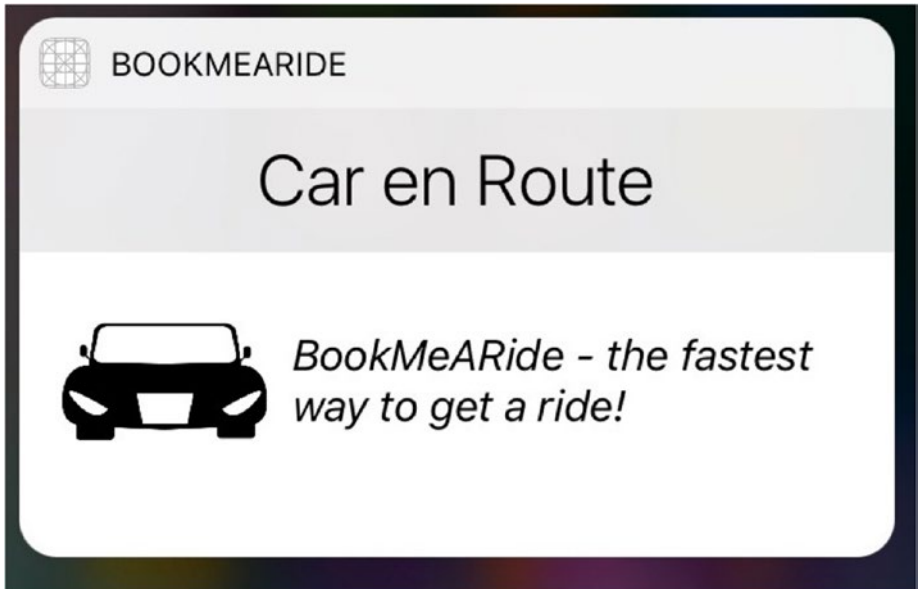 BOOKMEARIDE
Car en Route
BookMeARide - the fastest
way to get a ride!